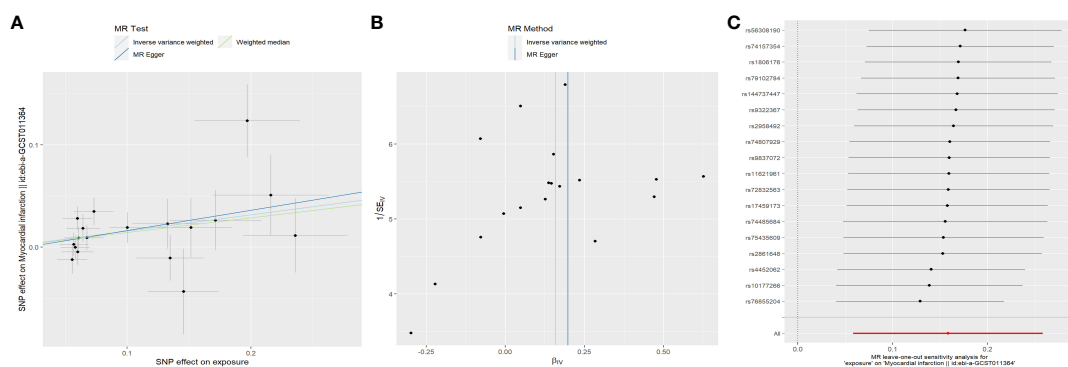 A
MR Test
Inverse variance weighted
Weighted median
MR Egger
SNP effect on Myocardial infarction || id:ebi-a-GCST011364
0.1
0.0
0.1
0.2
SNP effect on exposure
B
MR Method
Inverse variance weighted
MR Egger
1/SEIV
6
5
4
-0.25
0.00
0.25
0.50
βIV
C
rs56308190
rs74157354
rs1806176
rs79102784
rs144737447
rs9322367
rs2958492
rs74807929
rs9837072
rs11621961
rs72832563
rs17459173
rs74485684
rs75435609
rs2861648
rs4452062
rs10177266
rs76855204
All
0.0
0.1
0.2
MR leave-one-out sensitivity analysis for
'exposure' on 'Myocardial infarction || id:ebi-a-GCST011364'